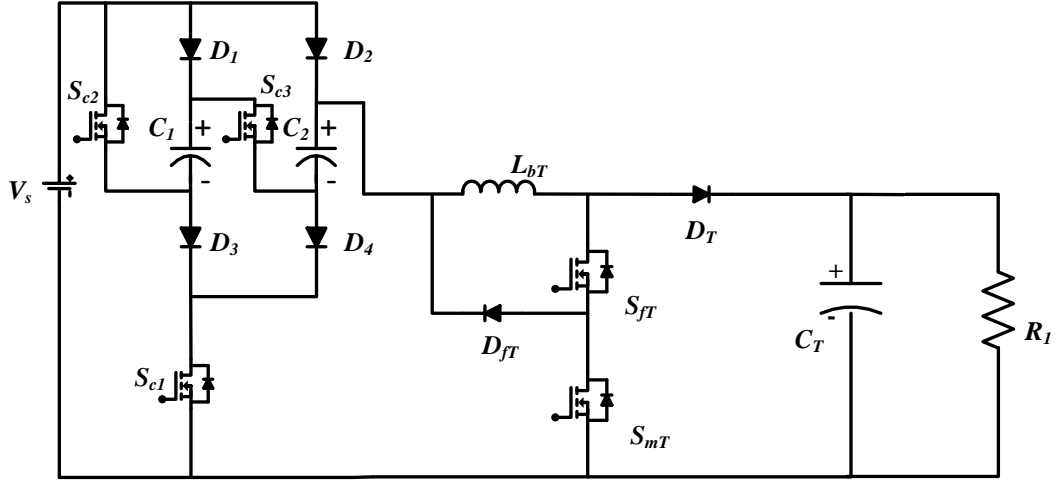 D1
D2
Sc2
Sc3
C1
+
C2
+
-
-
Vs
LbT
D3
D4
DT
SfT
+
-
CT
R1
DfT
Sc1
SmT